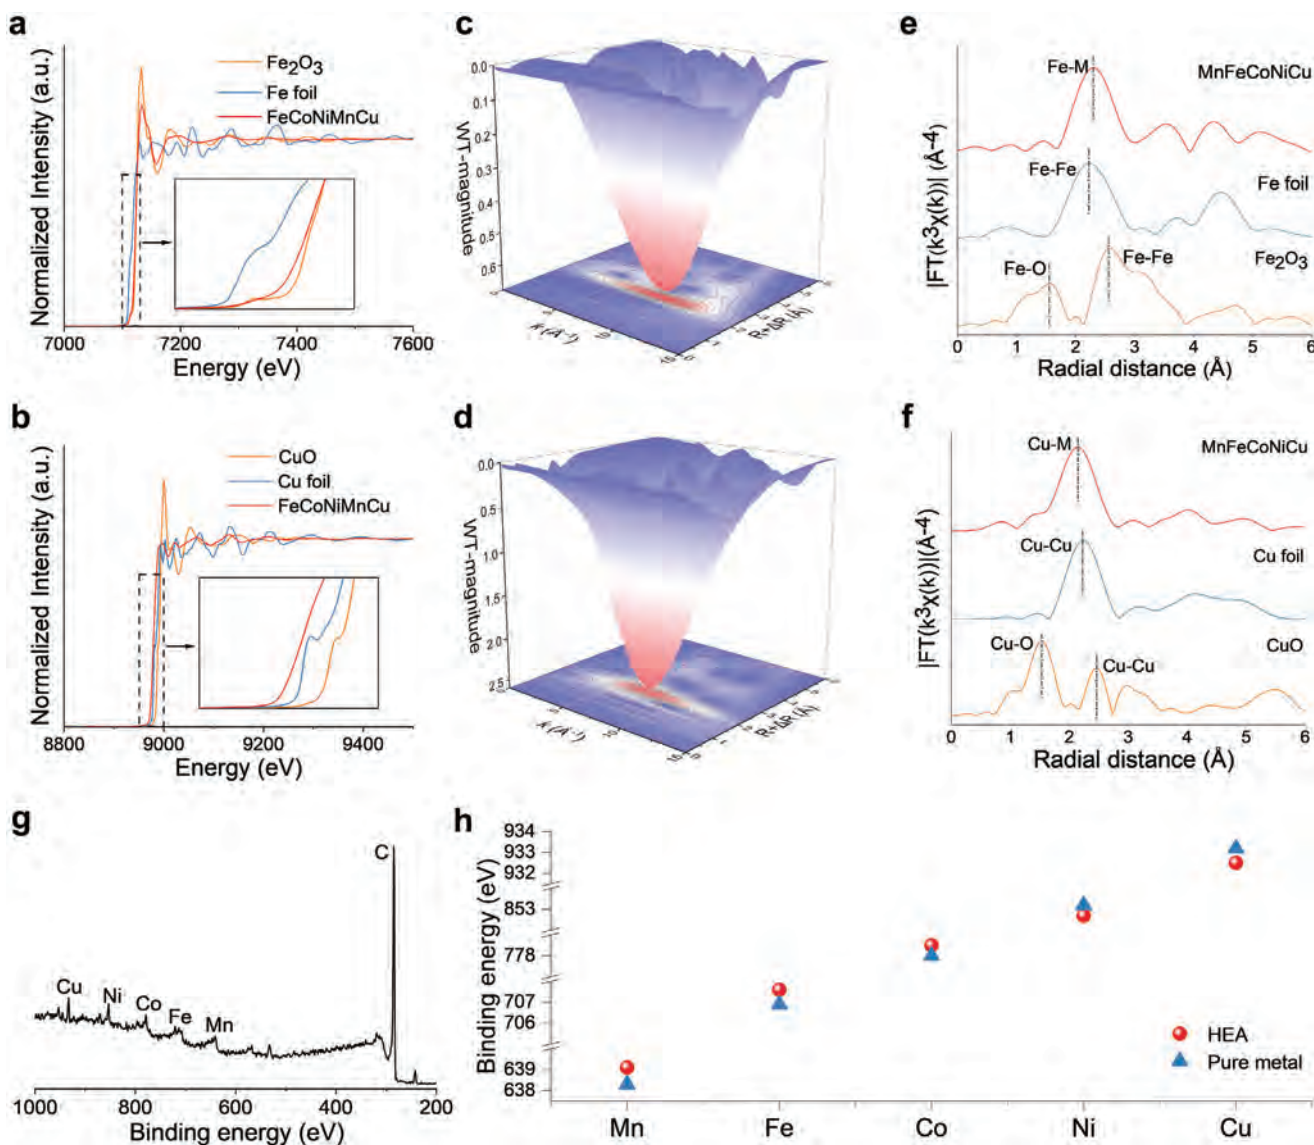 a
Normalized Intensity (a.u.)
Fe₂O₃
Fe foil
FeCoNiMnCu
7000 7200 7400 7600
Energy (eV)
c
WT-magnitude
0.0
0.1
0.2
0.3
0.4
0.5
0.6
k (Å⁻¹)
R+ΔR (Å)
e
|FT(k³χ(k))| (Å-4)
Fe-M
MnFeCoNiCu
Fe-Fe
Fe foil
Fe-O
Fe-Fe
Fe₂O₃
0 1 2 3 4 5 6
Radial distance (Å)
b
Normalized Intensity (a.u.)
CuO
Cu foil
FeCoNiMnCu
8800 9000 9200 9400
Energy (eV)
d
WT-magnitude
0.0
0.5
1.0
1.5
2.0
2.5
k (Å⁻¹)
R+ΔR (Å)
f
|FT(k³χ(k))|(Å-4)
Cu-M
MnFeCoNiCu
Cu-Cu
Cu foil
Cu-O
Cu-Cu
CuO
0 1 2 3 4 5 6
Radial distance (Å)
g
C
Cu
Ni
Co
Fe
Mn
1000 800 600 400 200
Binding energy (eV)
h
Binding energy (eV)
934
933
932
853
778
707
706
639
638
HEA
Pure metal
Mn Fe Co Ni Cu